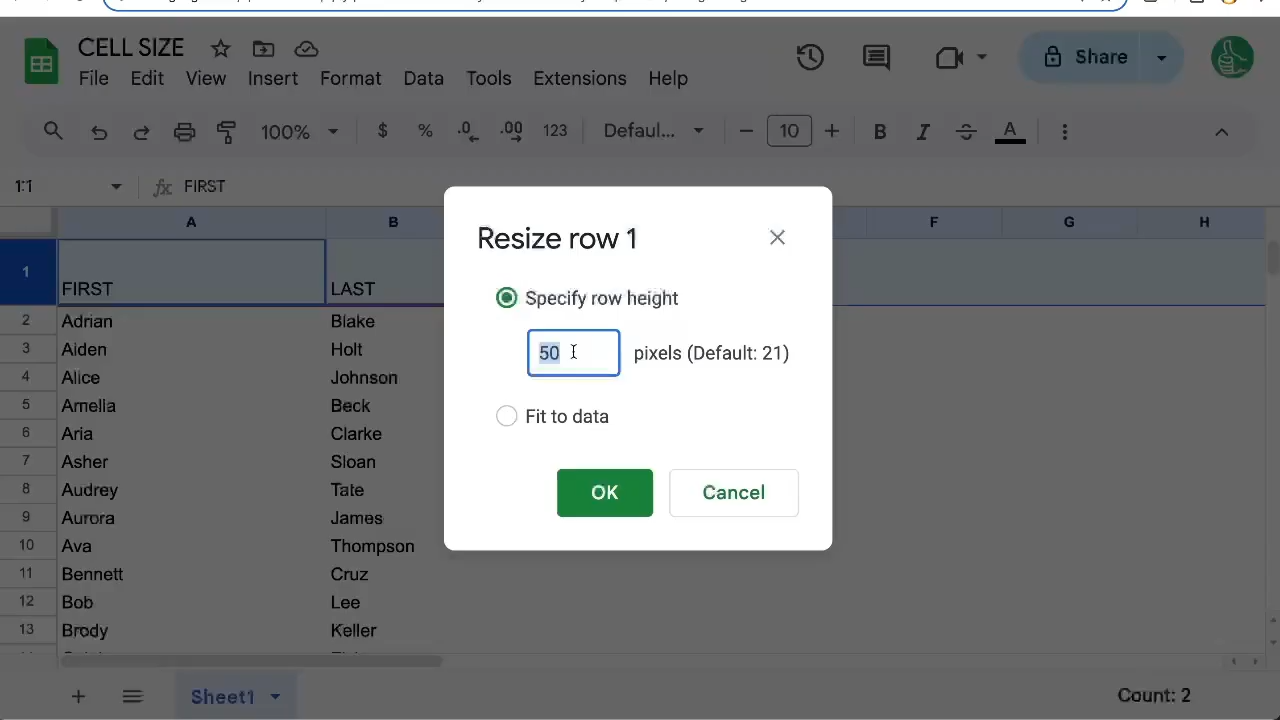 CELL SIZE
File Edit View Insert Format Data Tools Extensions Help
Share
100% $ % .0 .00 123 Defaul... 10 B I S A
1:1 fx FIRST
A B F G H
1 FIRST LAST
2 Adrian Blake
3 Aiden Holt
4 Alice Johnson
5 Amelia Beck
6 Aria Clarke
7 Asher Sloan
8 Audrey Tate
9 Aurora James
10 Ava Thompson
11 Bennett Cruz
12 Bob Lee
13 Brody Keller
Resize row 1
Specify row height
50 pixels (Default: 21)
Fit to data
OK Cancel
Sheet1 Count: 2